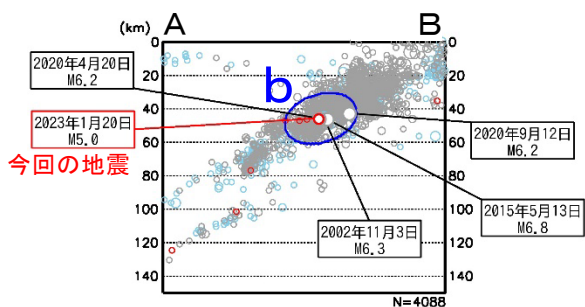 A B
(km)
0 0
20 20
40 40
60 60
80 80
100 100
120 120
140 140
b
2020年4月20日
M6.2
2023年1月20日
M5.0
今回の地震
2020年9月12日
M6.2
2015年5月13日
M6.8
2002年11月3日
M6.3
N=4088